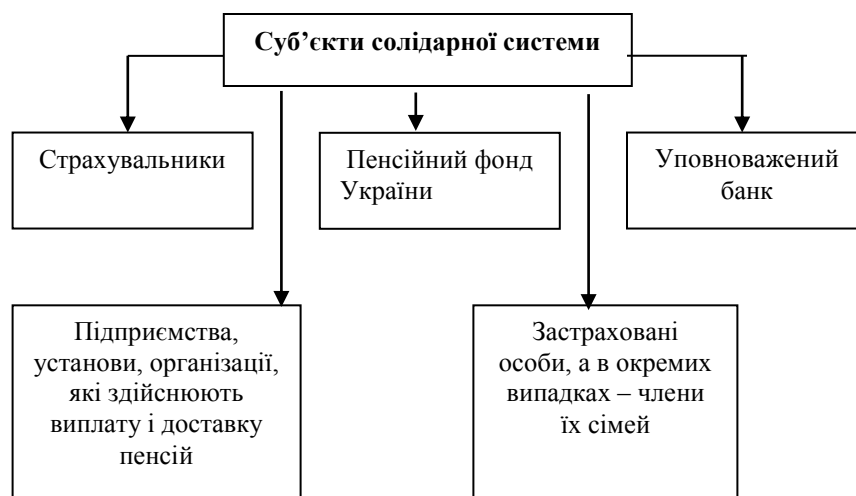 Суб’єкти солідарної системи
Страхувальники
Пенсійний фонд
України
Уповноважений
банк
Підприємства,
установи, організації,
які здійснюють
виплату і доставку
пенсій
Застраховані
особи, а в окремих
випадках – члени
їх сімей